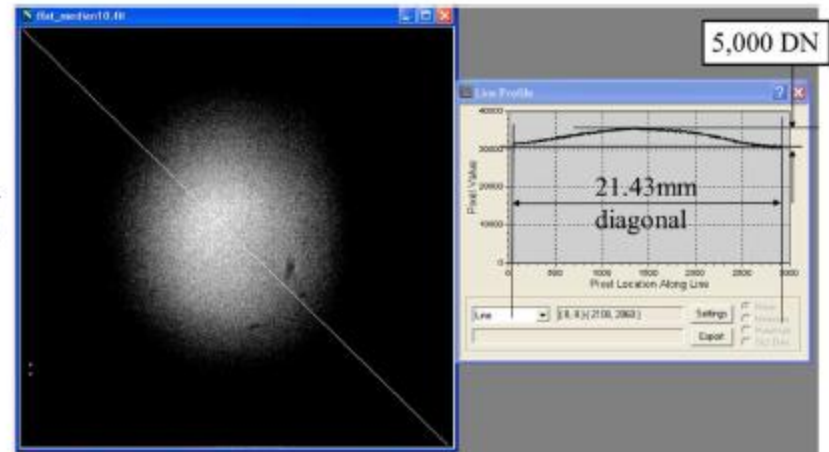 flat_median10.fit
5,000 DN
Line Profile
40000
30000
20000
10000
0
Pixel Value
21.43mm
diagonal
0 500 1000 1500 2000 2500 3000
Pixel Location Along Line
Line
Settings
Export